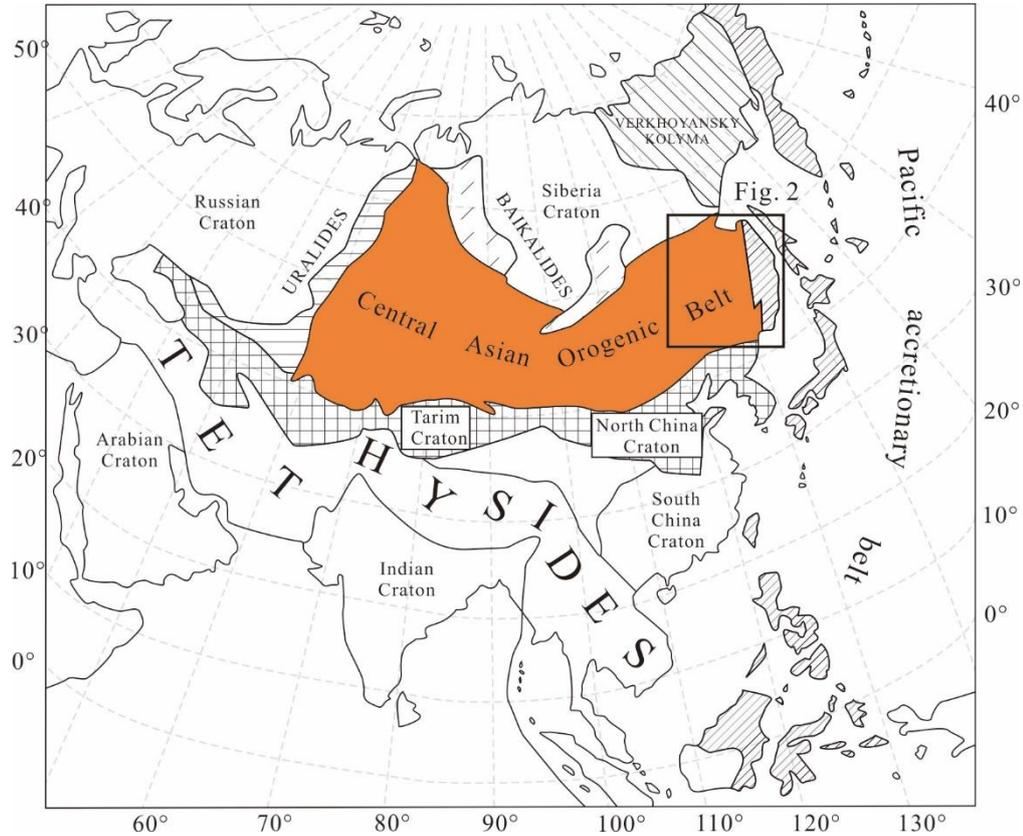 50°
40°
30°
20°
10°
0°
60°
70°
80°
90°
100°
110°
120°
130°
40°
30°
20°
10°
0°
VERKHOYANSKY
KOLYMA
Fig. 2
Russian
Craton
URALIDES
BAIKALIDES
Siberia
Craton
Central Asian Orogenic Belt
Pacific accretionary belt
Arabian
Craton
Tarim
Craton
North China
Craton
TETHYSIDES
South
China
Craton
Indian
Craton